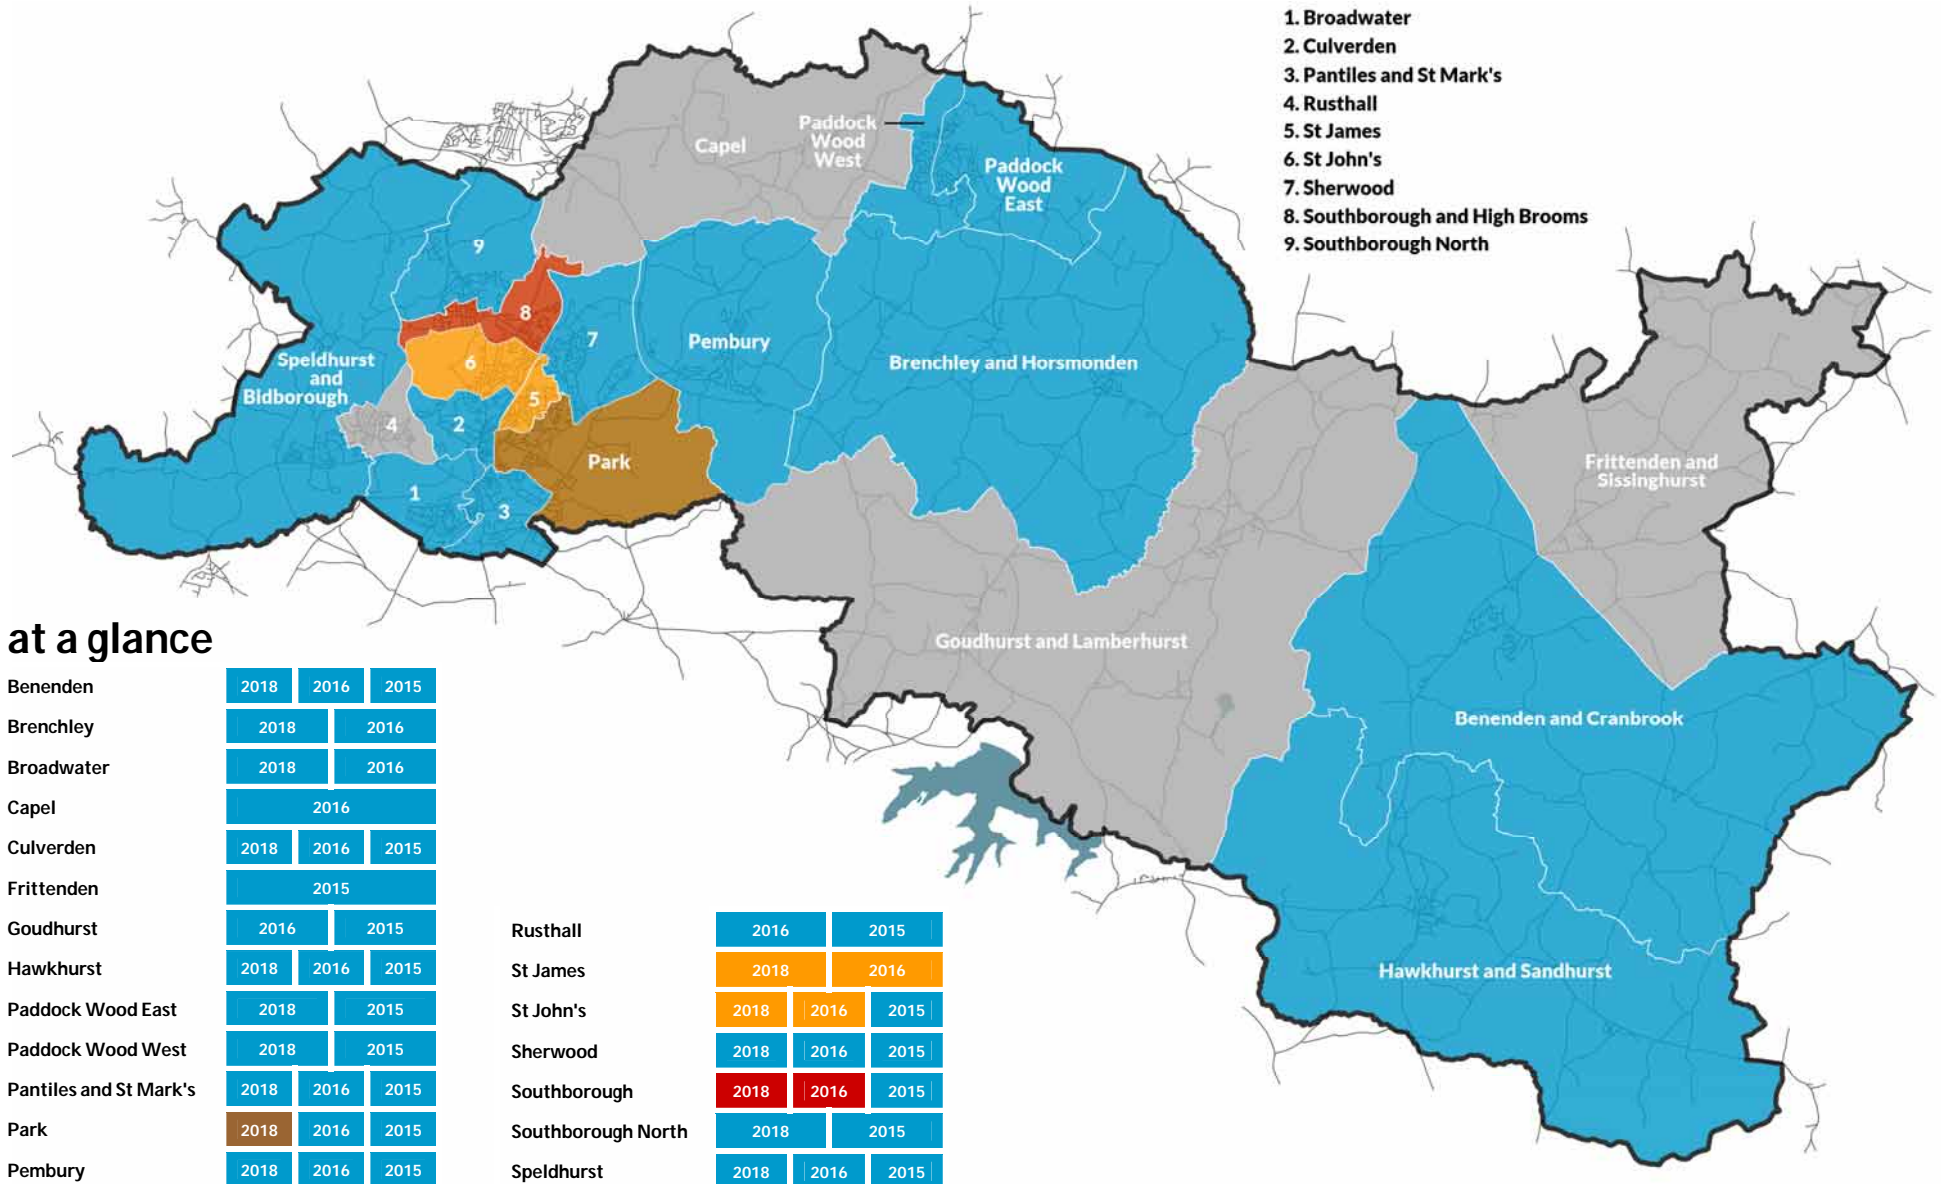 1. Broadwater
2. Culverden
3. Pantiles and St Mark's
4. Rusthall
5. St James
6. St John's
7. Sherwood
8. Southborough and High Brooms
9. Southborough North
Capel
Paddock
Wood
West
Paddock
Wood
East
9
8
7
6
5
4
2
1
3
Speldhurst
and
Bidborough
Pembury
Brenchley and Horsmonden
Park
Frittenden and
Sissinghurst
Goudhurst and Lamberhurst
Benenden and Cranbrook
Hawkhurst and Sandhurst
at a glance
Benenden 2018 2016 2015
Brenchley 2018 2016
Broadwater 2018 2016
Capel 2016
Culverden 2018 2016 2015
Frittenden 2015
Goudhurst 2016 2015
Hawkhurst 2018 2016 2015
Paddock Wood East 2018 2015
Paddock Wood West 2018 2015
Pantiles and St Mark's 2018 2016 2015
Park 2018 2016 2015
Pembury 2018 2016 2015
Rusthall 2016 2015
St James 2018 2016
St John's 2018 2016 2015
Sherwood 2018 2016 2015
Southborough 2018 2016 2015
Southborough North 2018 2015
Speldhurst 2018 2016 2015